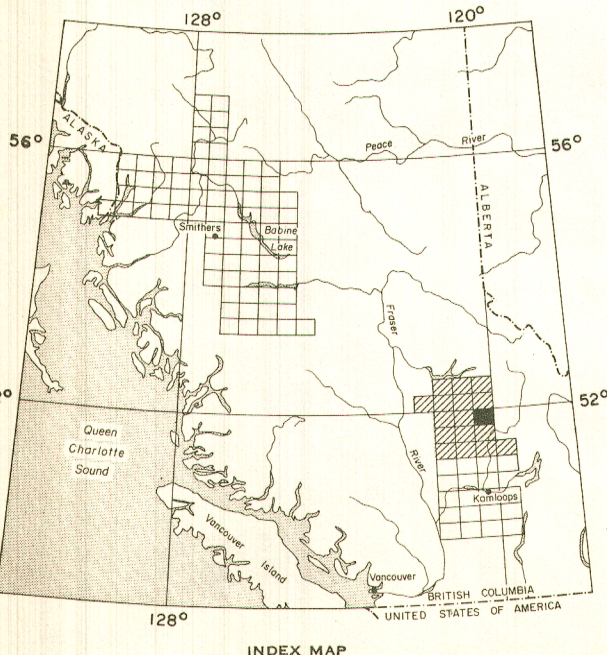 128°
120°
56°
ALASKA
Peace
River
56°
ALBERTA
Smithers
Babine
Lake
Fraser
52°
Queen
Charlotte
Sound
River
Kamloops
Vancouver
Island
Vancouver
BRITISH COLUMBIA
UNITED STATES OF AMERICA
128°
INDEX MAP